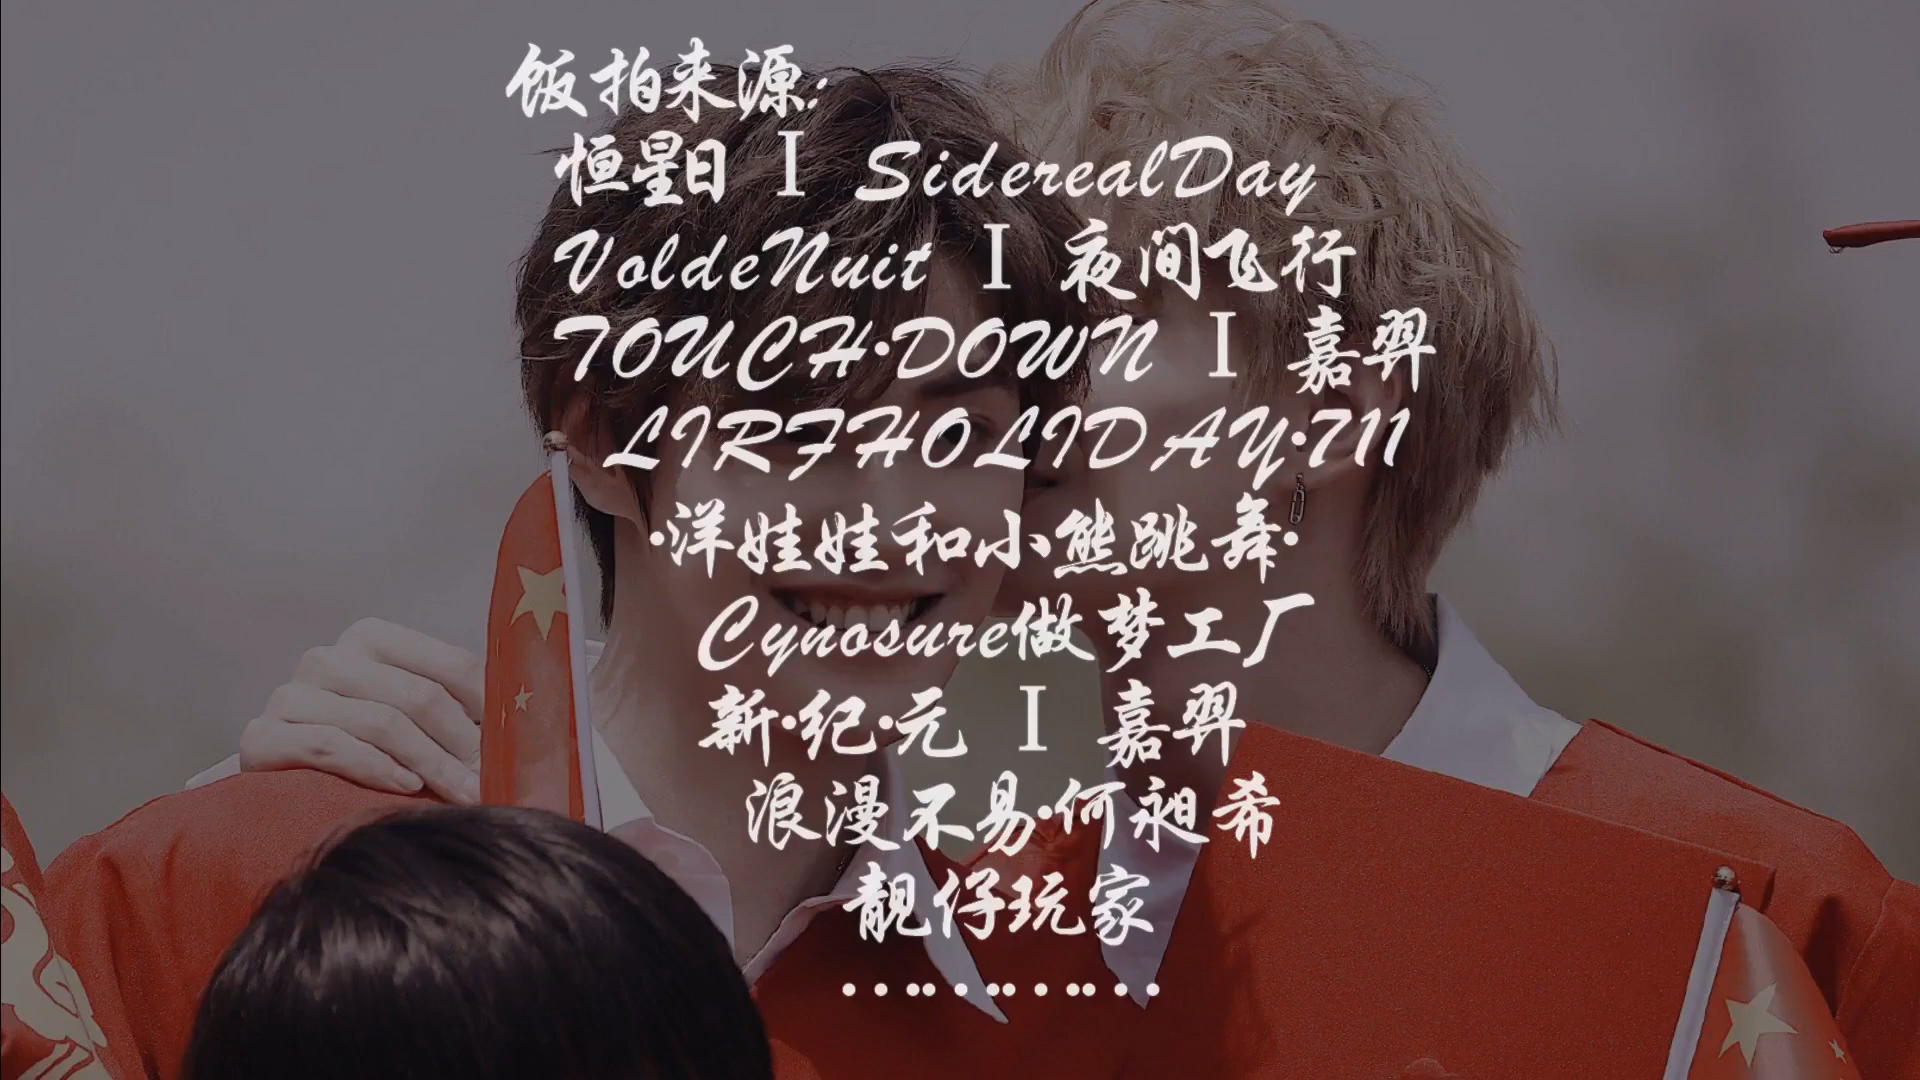 饭拍来源:
恒星日 I SiderealDay
VoldeNuit I 夜间飞行
TOUCH·DOWN I 嘉羿
LIRFHOLIDAY·711
·洋娃娃和小熊跳舞·
Cynosure做梦工厂
新·纪·元 I 嘉羿
浪漫不易·何昶希
靓仔玩家
…………